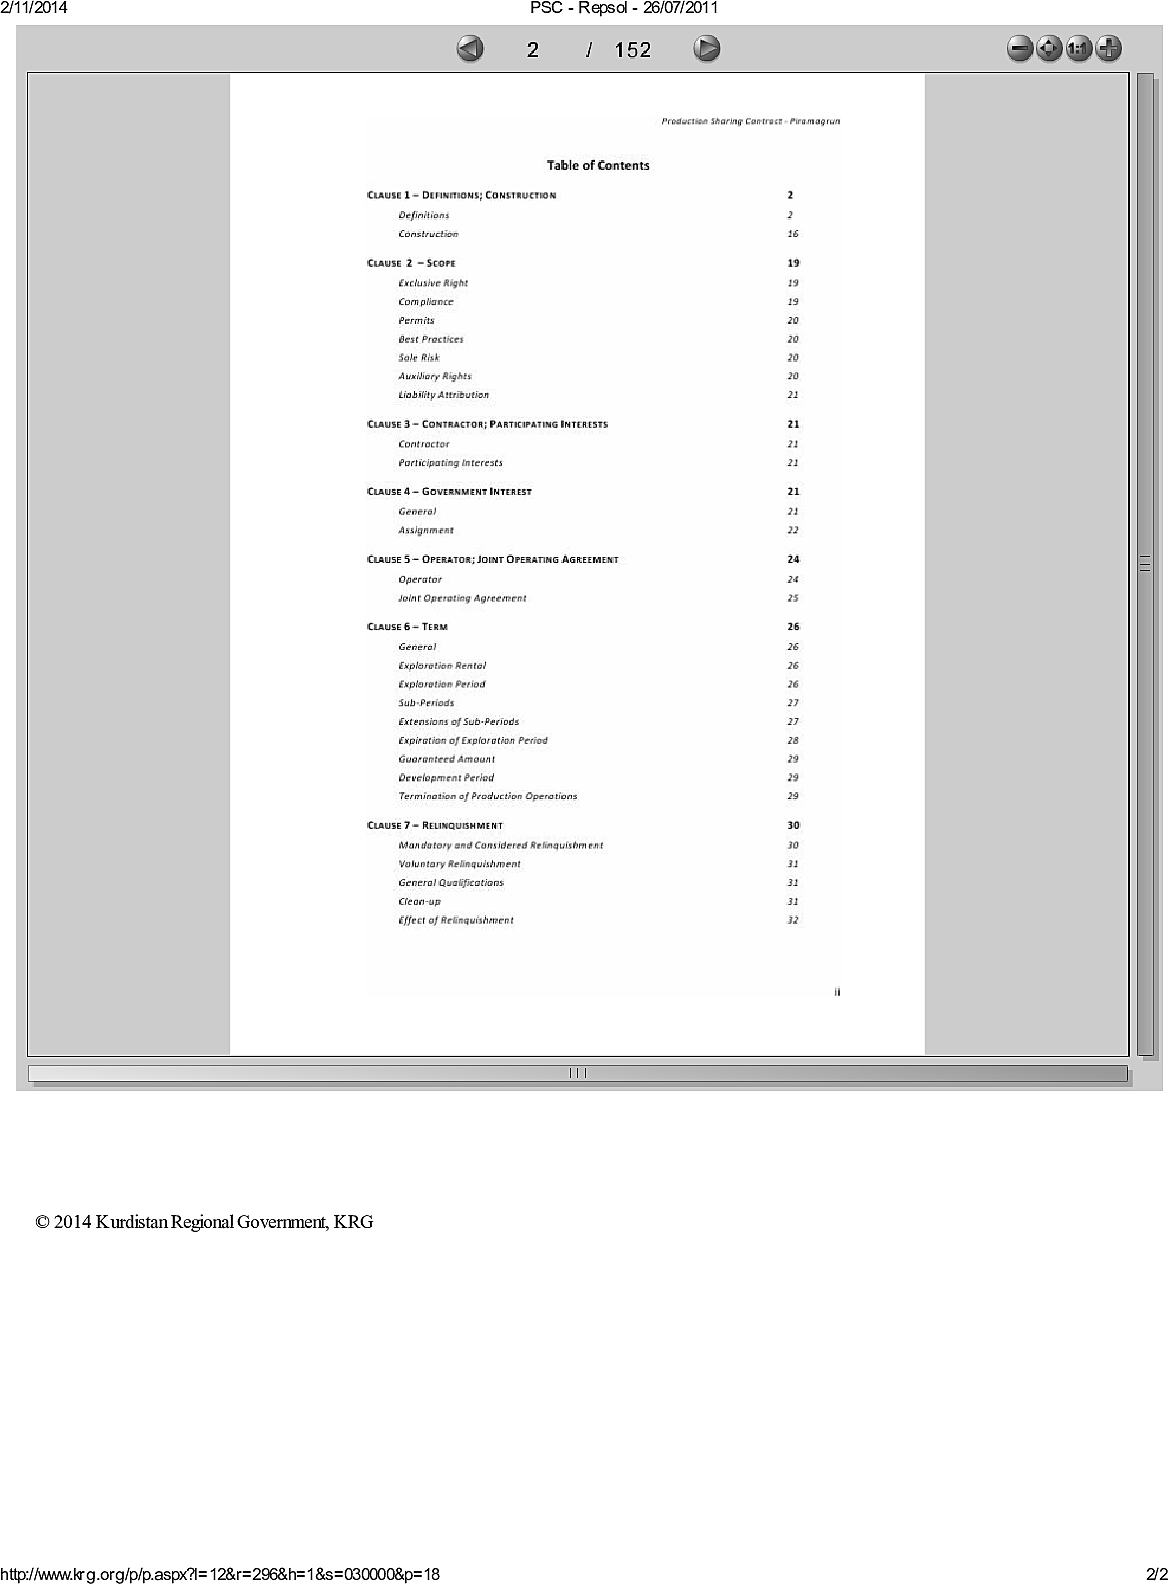 2/11/2014 PSC - Repsol - 26/07/2011
2 / 152
1:1
Production Sharing Contract - Piramagrun
Table of Contents
CLAUSE 1 – DEFINITIONS; CONSTRUCTION 2
Definitions 2
Construction 16
CLAUSE 2 – SCOPE 19
Exclusive Right 19
Compliance 19
Permits 20
Best Practices 20
Sole Risk 20
Auxiliary Rights 20
Liability Attribution 21
CLAUSE 3 – CONTRACTOR; PARTICIPATING INTERESTS 21
Contractor 21
Participating Interests 21
CLAUSE 4 – GOVERNMENT INTEREST 21
General 21
Assignment 22
CLAUSE 5 – OPERATOR; JOINT OPERATING AGREEMENT 24
Operator 24
Joint Operating Agreement 25
CLAUSE 6 – TERM 26
General 26
Exploration Rental 26
Exploration Period 26
Sub-Periods 27
Extensions of Sub-Periods 27
Expiration of Exploration Period 28
Guaranteed Amount 29
Development Period 29
Termination of Production Operations 29
CLAUSE 7 – RELINQUISHMENT 30
Mandatory and Considered Relinquishment 30
Voluntary Relinquishment 31
General Qualifications 31
Clean-up 31
Effect of Relinquishment 32
ii
© 2014 Kurdistan Regional Government, KRG
http://www.krg.org/p/p.aspx?l=12&r=296&h=1&s=030000&p=18 2/2